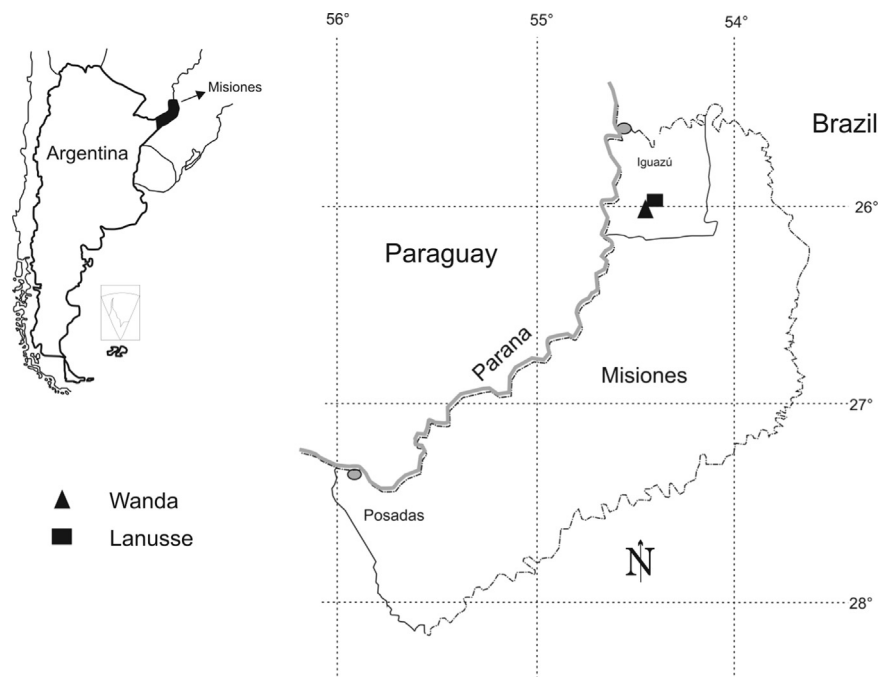 56°
55°
54°
Misiones
Argentina
Brazil
Iguazú
26°
Paraguay
Parana
Misiones
27°
Posadas
Wanda
Lanusse
N
28°